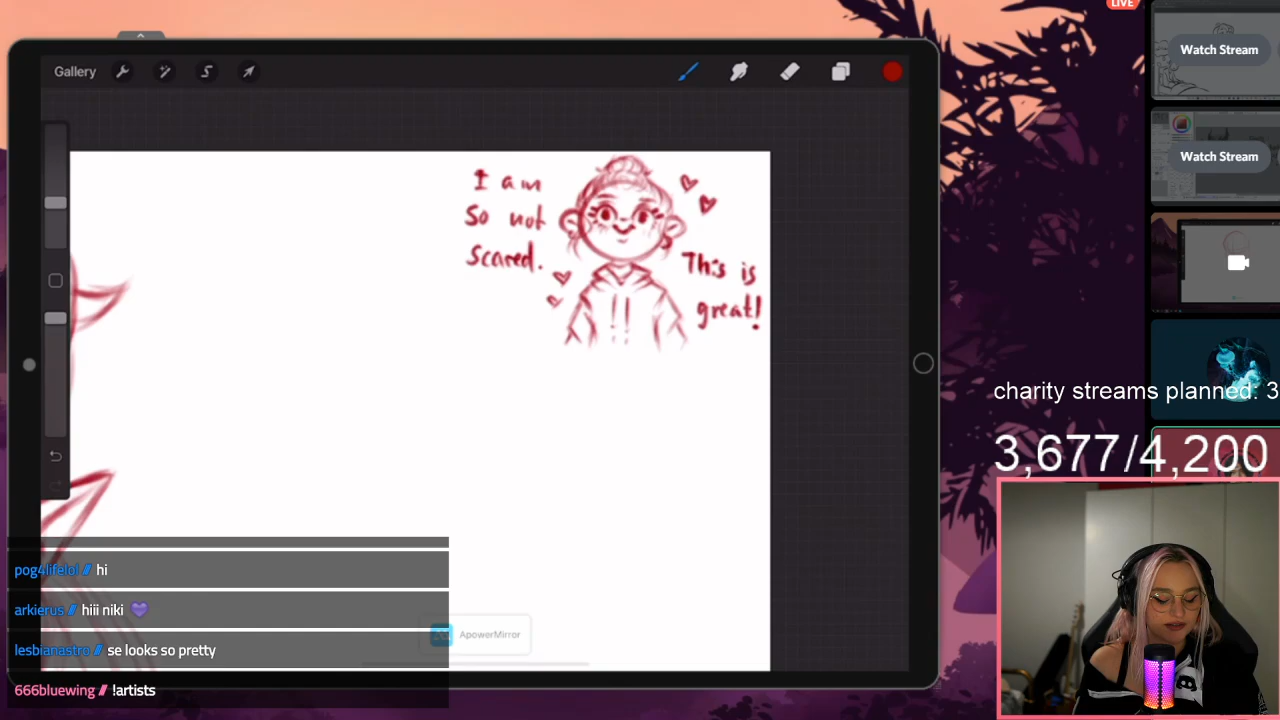 LIVE
Gallery
Watch Stream
Watch Stream
I am
so not
scared.
This is
great!
charity streams planned: 3
3,677/4,200
pog4lifelol // hi
arkierus // hiii niki 💜
lesbianastro // se looks so pretty
666bluewing // !artists
ApowerMirror